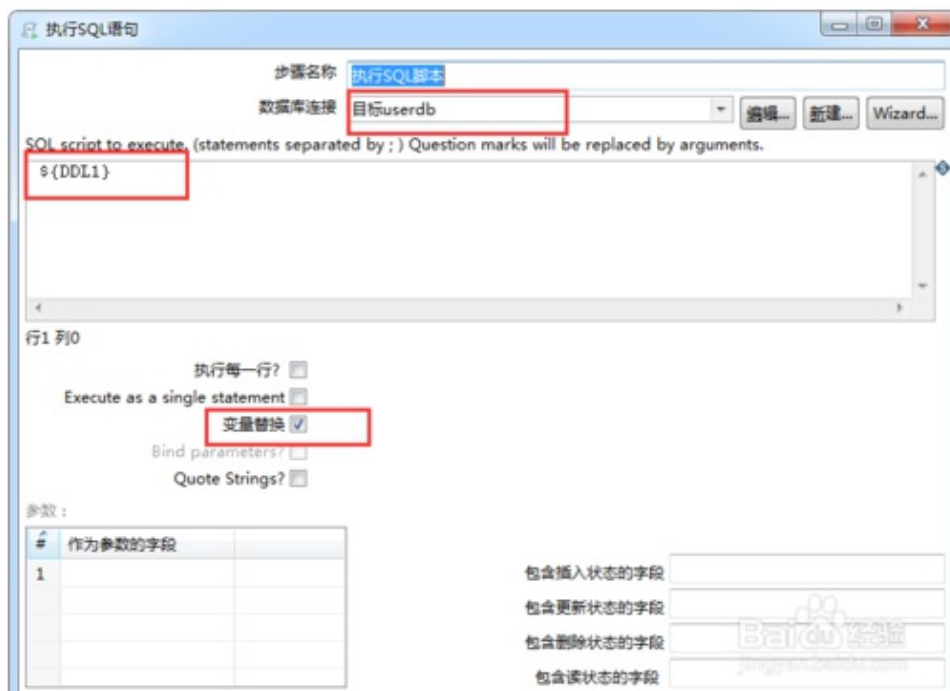 执行SQL语句
步骤名称 执行SQL脚本
数据库连接 目标userdb 编辑... 新建... Wizard...
SQL script to execute. (statements separated by ; ) Question marks will be replaced by arguments.
${DDL1}
行1 列0
执行每一行?
Execute as a single statement
变量替换
Bind parameters?
Quote Strings?
参数 :
# 作为参数的字段
1
包含插入状态的字段
包含更新状态的字段
包含删除状态的字段
包含读状态的字段
Baidu 经验
jingyan.baidu.com